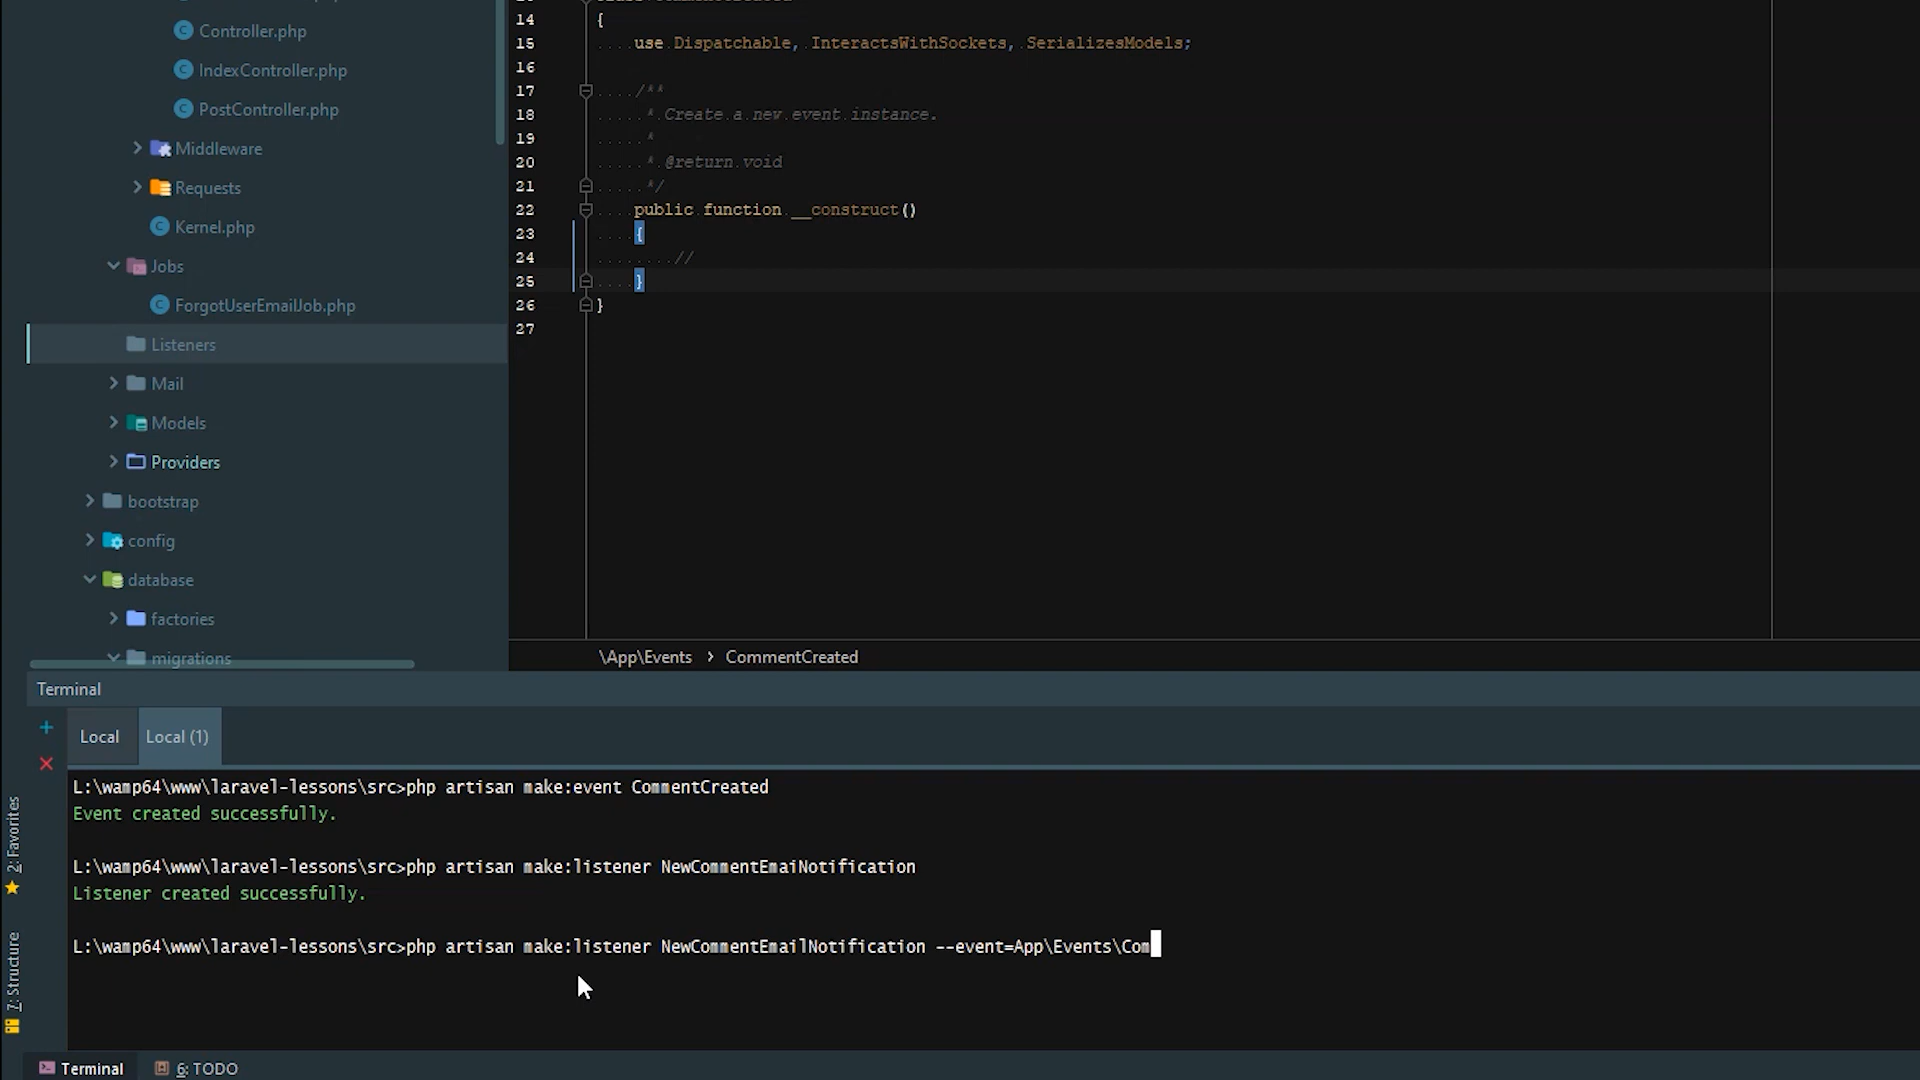 Controller.php
IndexController.php
PostController.php
Middleware
Requests
Kernel.php
Jobs
ForgotUserEmailJob.php
Listeners
Mail
Models
Providers
bootstrap
config
database
factories
migrations
14 {
15 use Dispatchable, InteractsWithSockets, SerializesModels;
16
17 /**
18 * Create a new event instance.
19 *
20 * @return void
21 */
22 public function __construct()
23 {
24 //
25 }
26 }
27
\App\Events > CommentCreated
Terminal
Local Local (1)
L:\wamp64\www\laravel-lessons\src>php artisan make:event CommentCreated
Event created successfully.
L:\wamp64\www\laravel-lessons\src>php artisan make:listener NewCommentEmaiNotification
Listener created successfully.
L:\wamp64\www\laravel-lessons\src>php artisan make:listener NewCommentEmailNotification --event=App\Events\Com
2: Favorites
7: Structure
Terminal 6: TODO